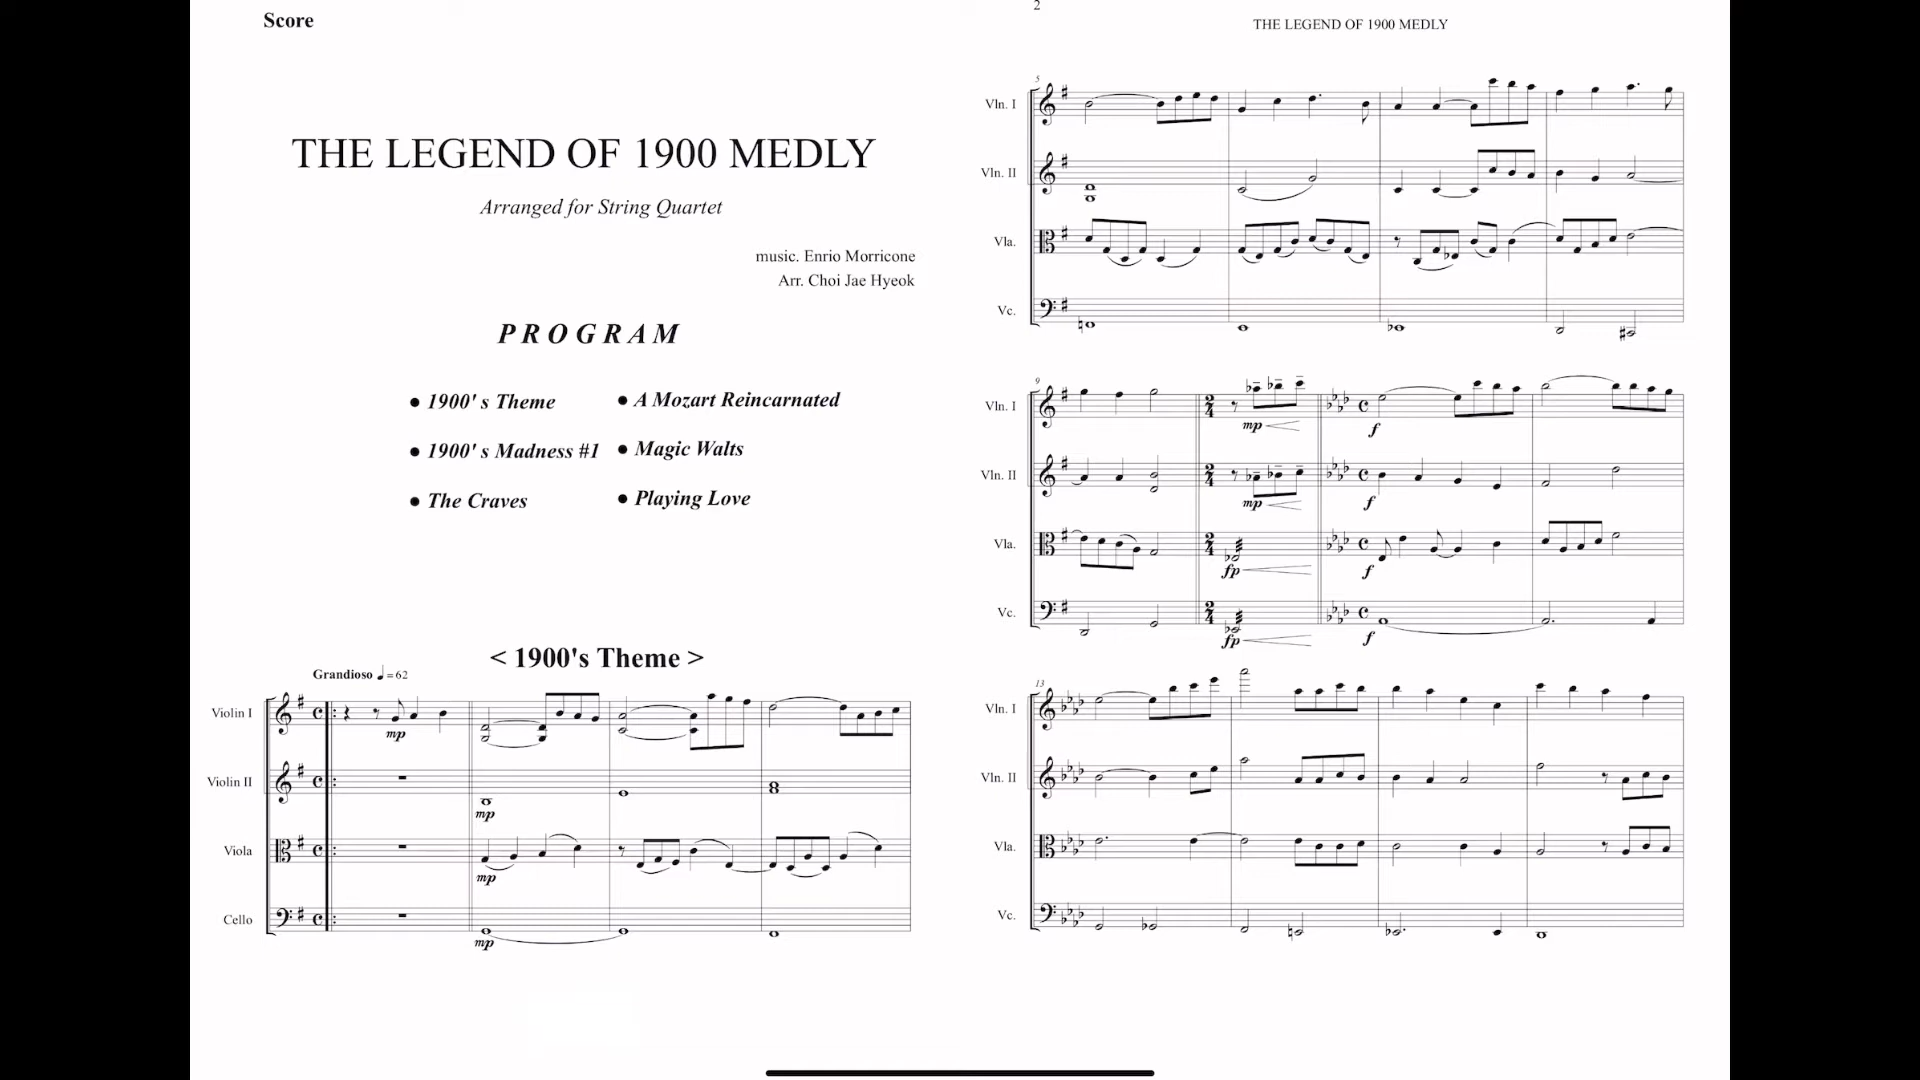 Score
THE LEGEND OF 1900 MEDLY
Arranged for String Quartet
music. Enrio Morricone
Arr. Choi Jae Hyeok
PROGRAM
● 1900's Theme
● A Mozart Reincarnated
● 1900's Madness #1
● Magic Walts
● The Craves
● Playing Love
< 1900's Theme >
Grandioso ♩=62
Violin I
mp
Violin II
mp
Viola
mp
Cello
mp
2
THE LEGEND OF 1900 MEDLY
5
Vln. I
Vln. II
Vla.
Vc.
9
Vln. I
mp f
Vln. II
mp f
Vla.
fp f
Vc.
fp f
13
Vln. I
Vln. II
Vla.
Vc.